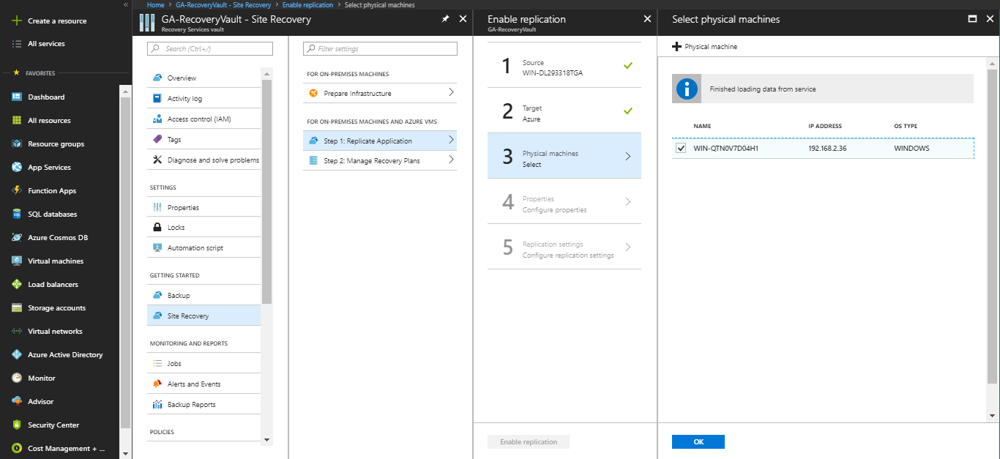 Create a resource
All services
FAVORITES
Dashboard
All resources
Resource groups
App Services
Function Apps
SQL databases
Azure Cosmos DB
Virtual machines
Load balancers
Storage accounts
Virtual networks
Azure Active Directory
Monitor
Advisor
Security Center
Cost Management + ...
Home > GA-RecoveryVault - Site Recovery > Enable replication > Select physical machines
GA-RecoveryVault - Site Recovery
Recovery Services vault
Search (Ctrl+/)
Overview
Activity log
Access control (IAM)
Tags
Diagnose and solve problems
SETTINGS
Properties
Locks
Automation script
GETTING STARTED
Backup
Site Recovery
MONITORING AND REPORTS
Jobs
Alerts and Events
Backup Reports
POLICIES
Filter settings
FOR ON-PREMISES MACHINES
Prepare Infrastructure
FOR ON-PREMISES MACHINES AND AZURE VMS
Step 1: Replicate Application
Step 2: Manage Recovery Plans
Enable replication
GA-RecoveryVault
1 Source
WIN-DL293318TGA
2 Target
Azure
3 Physical machines
Select
4 Properties
Configure properties
5 Replication settings
Configure replication settings
Enable replication
Select physical machines
Physical machine
Finished loading data from service
NAME IP ADDRESS OS TYPE
WIN-QTN0V7D04H1 192.168.2.36 WINDOWS
OK